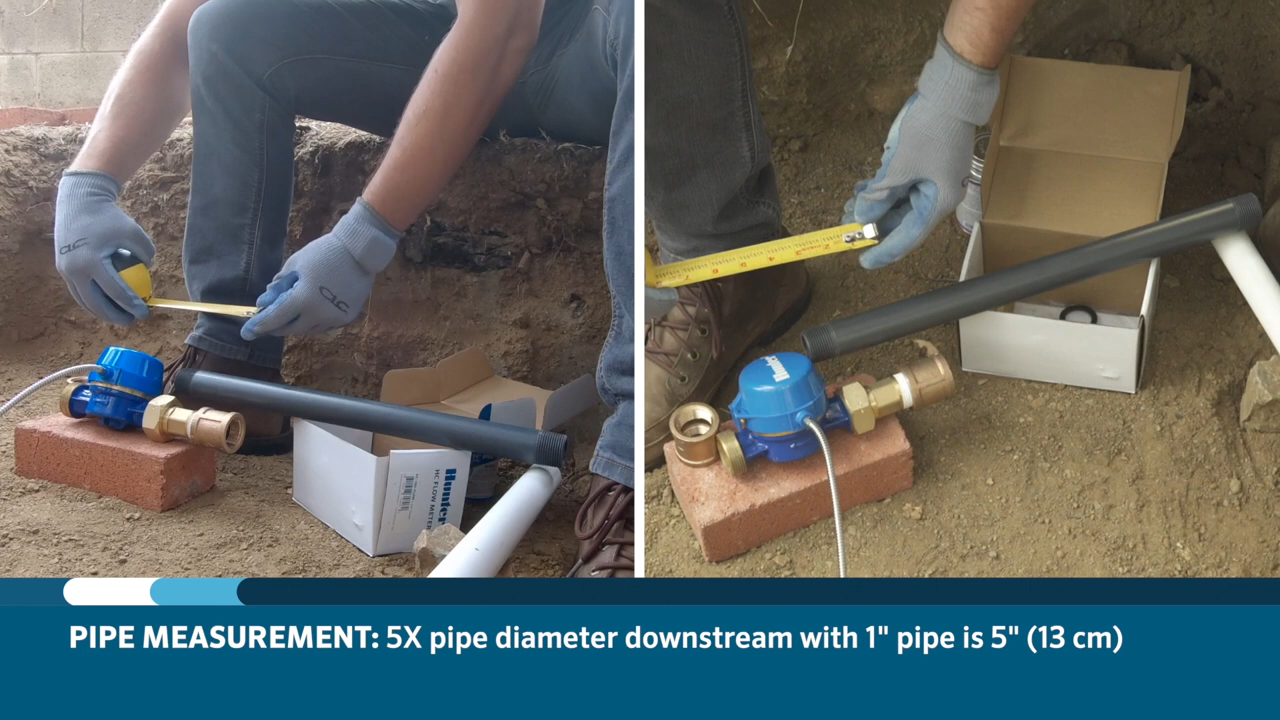 Hunter
HC FLOW METER
Hunter
PIPE MEASUREMENT: 5X pipe diameter downstream with 1" pipe is 5" (13 cm)